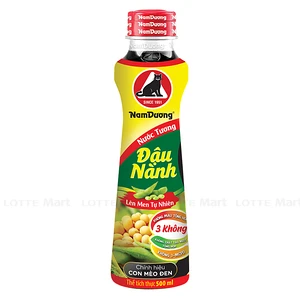 SINCE 1951
NamDương
Nước Tương
Đậu
Nành
Lên Men Tự Nhiên
3 Không
Chính hiệu
CON MÈO ĐEN
Thể tích thực 500 ml
LOTTE Mart